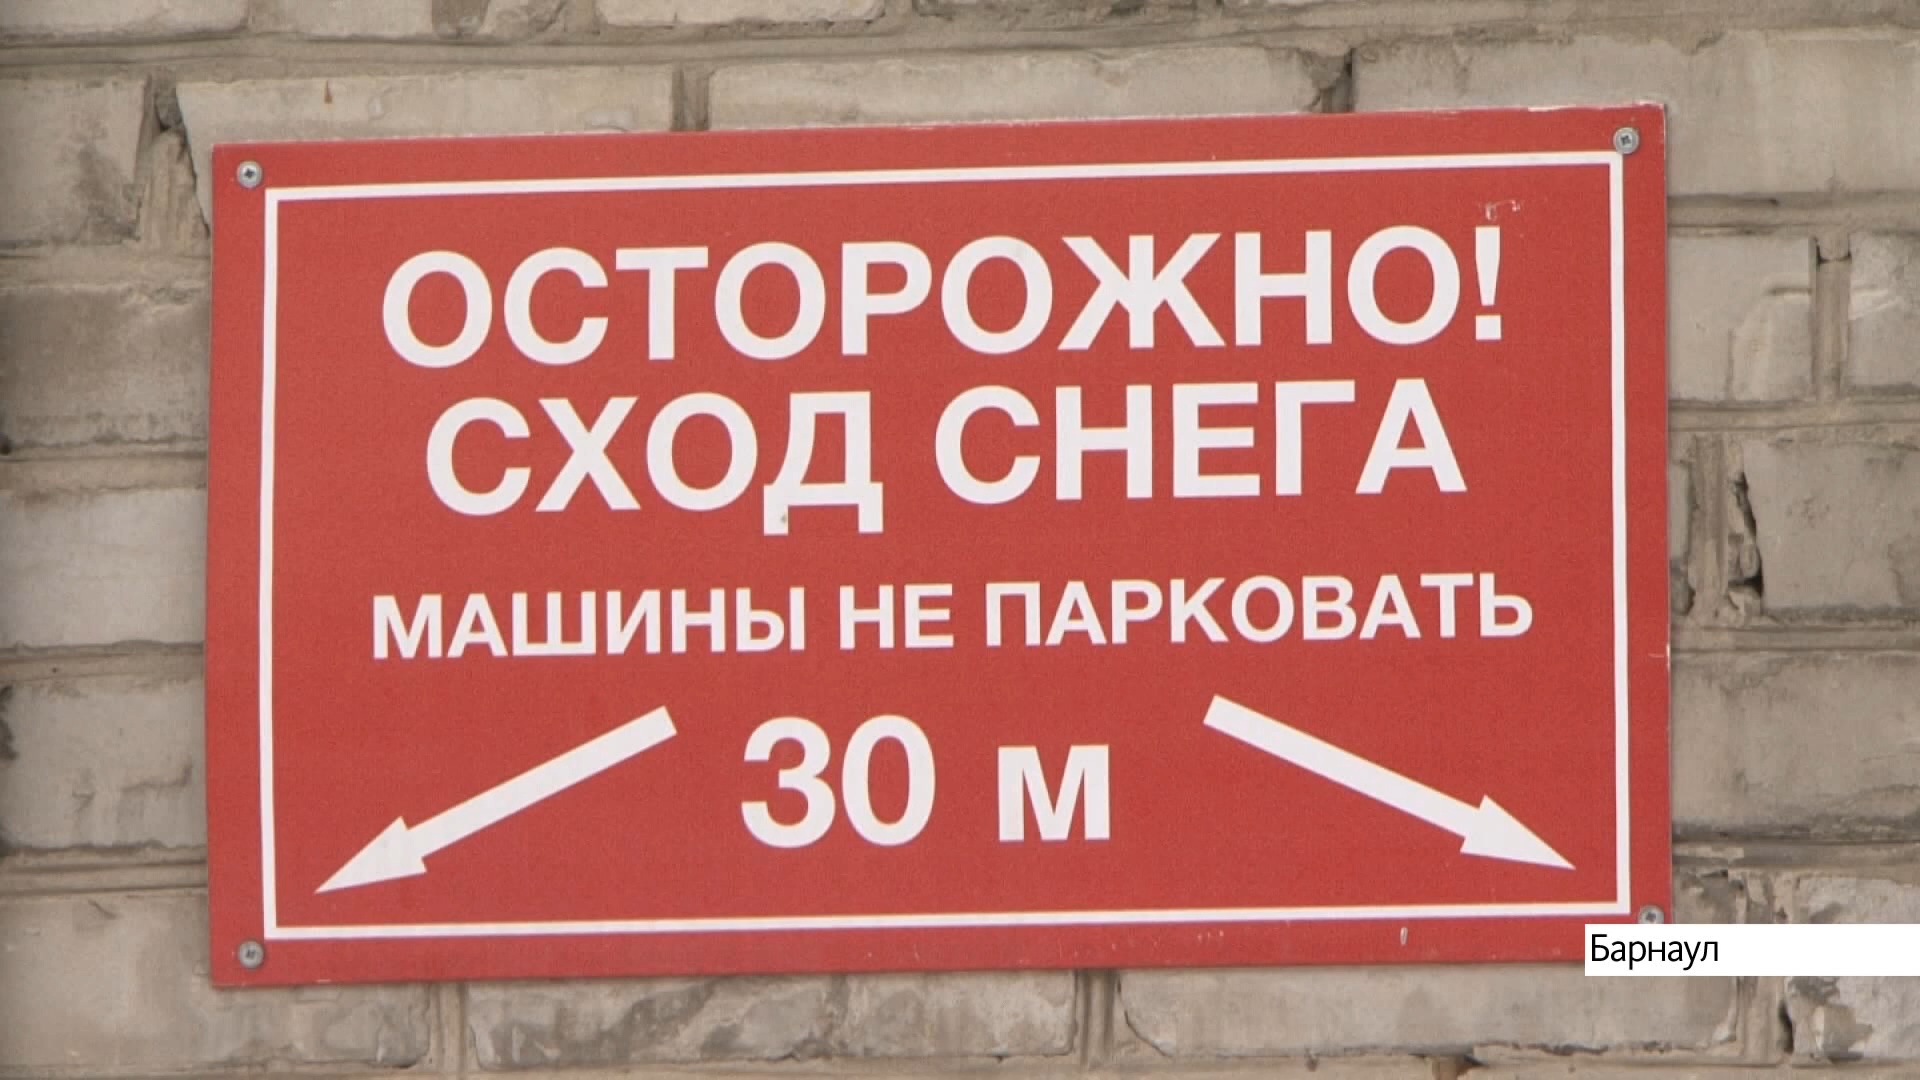 ОСТОРОЖНО!
СХОД СНЕГА
МАШИНЫ НЕ ПАРКОВАТЬ
30 м
Барнаул